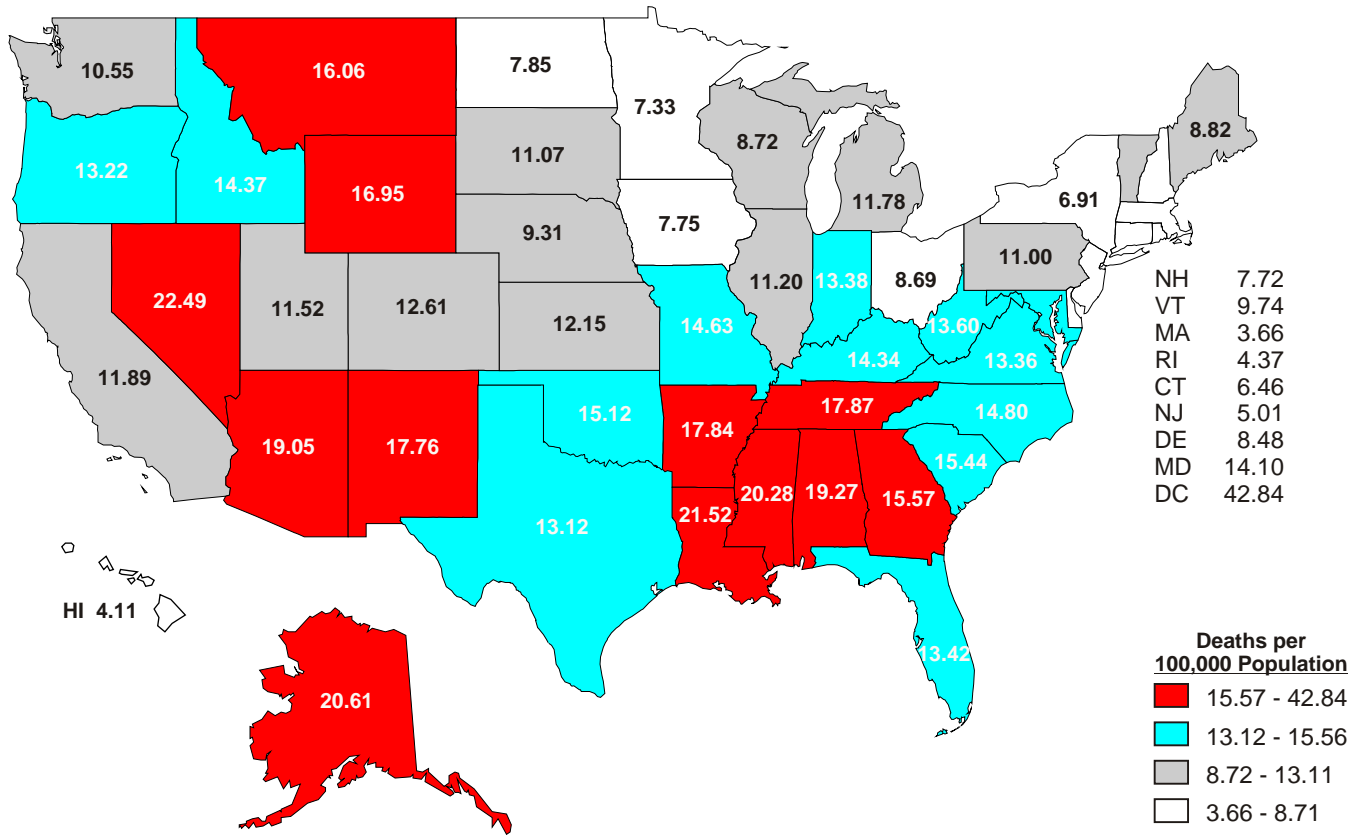 10.55
16.06
7.85
7.33
8.72
8.82
13.22
14.37
16.95
11.07
11.78
6.91
9.31
7.75
11.00
22.49
11.52
12.61
12.15
11.20
13.38
8.69
13.60
14.63
14.34
13.36
11.89
19.05
17.76
15.12
17.84
17.87
14.80
15.44
13.12
21.52
20.28
19.27
15.57
13.42
NH 7.72
VT 9.74
MA 3.66
RI 4.37
CT 6.46
NJ 5.01
DE 8.48
MD 14.10
DC 42.84
HI 4.11
20.61
Deaths per
100,000 Population
15.57 - 42.84
13.12 - 15.56
8.72 - 13.11
3.66 - 8.71